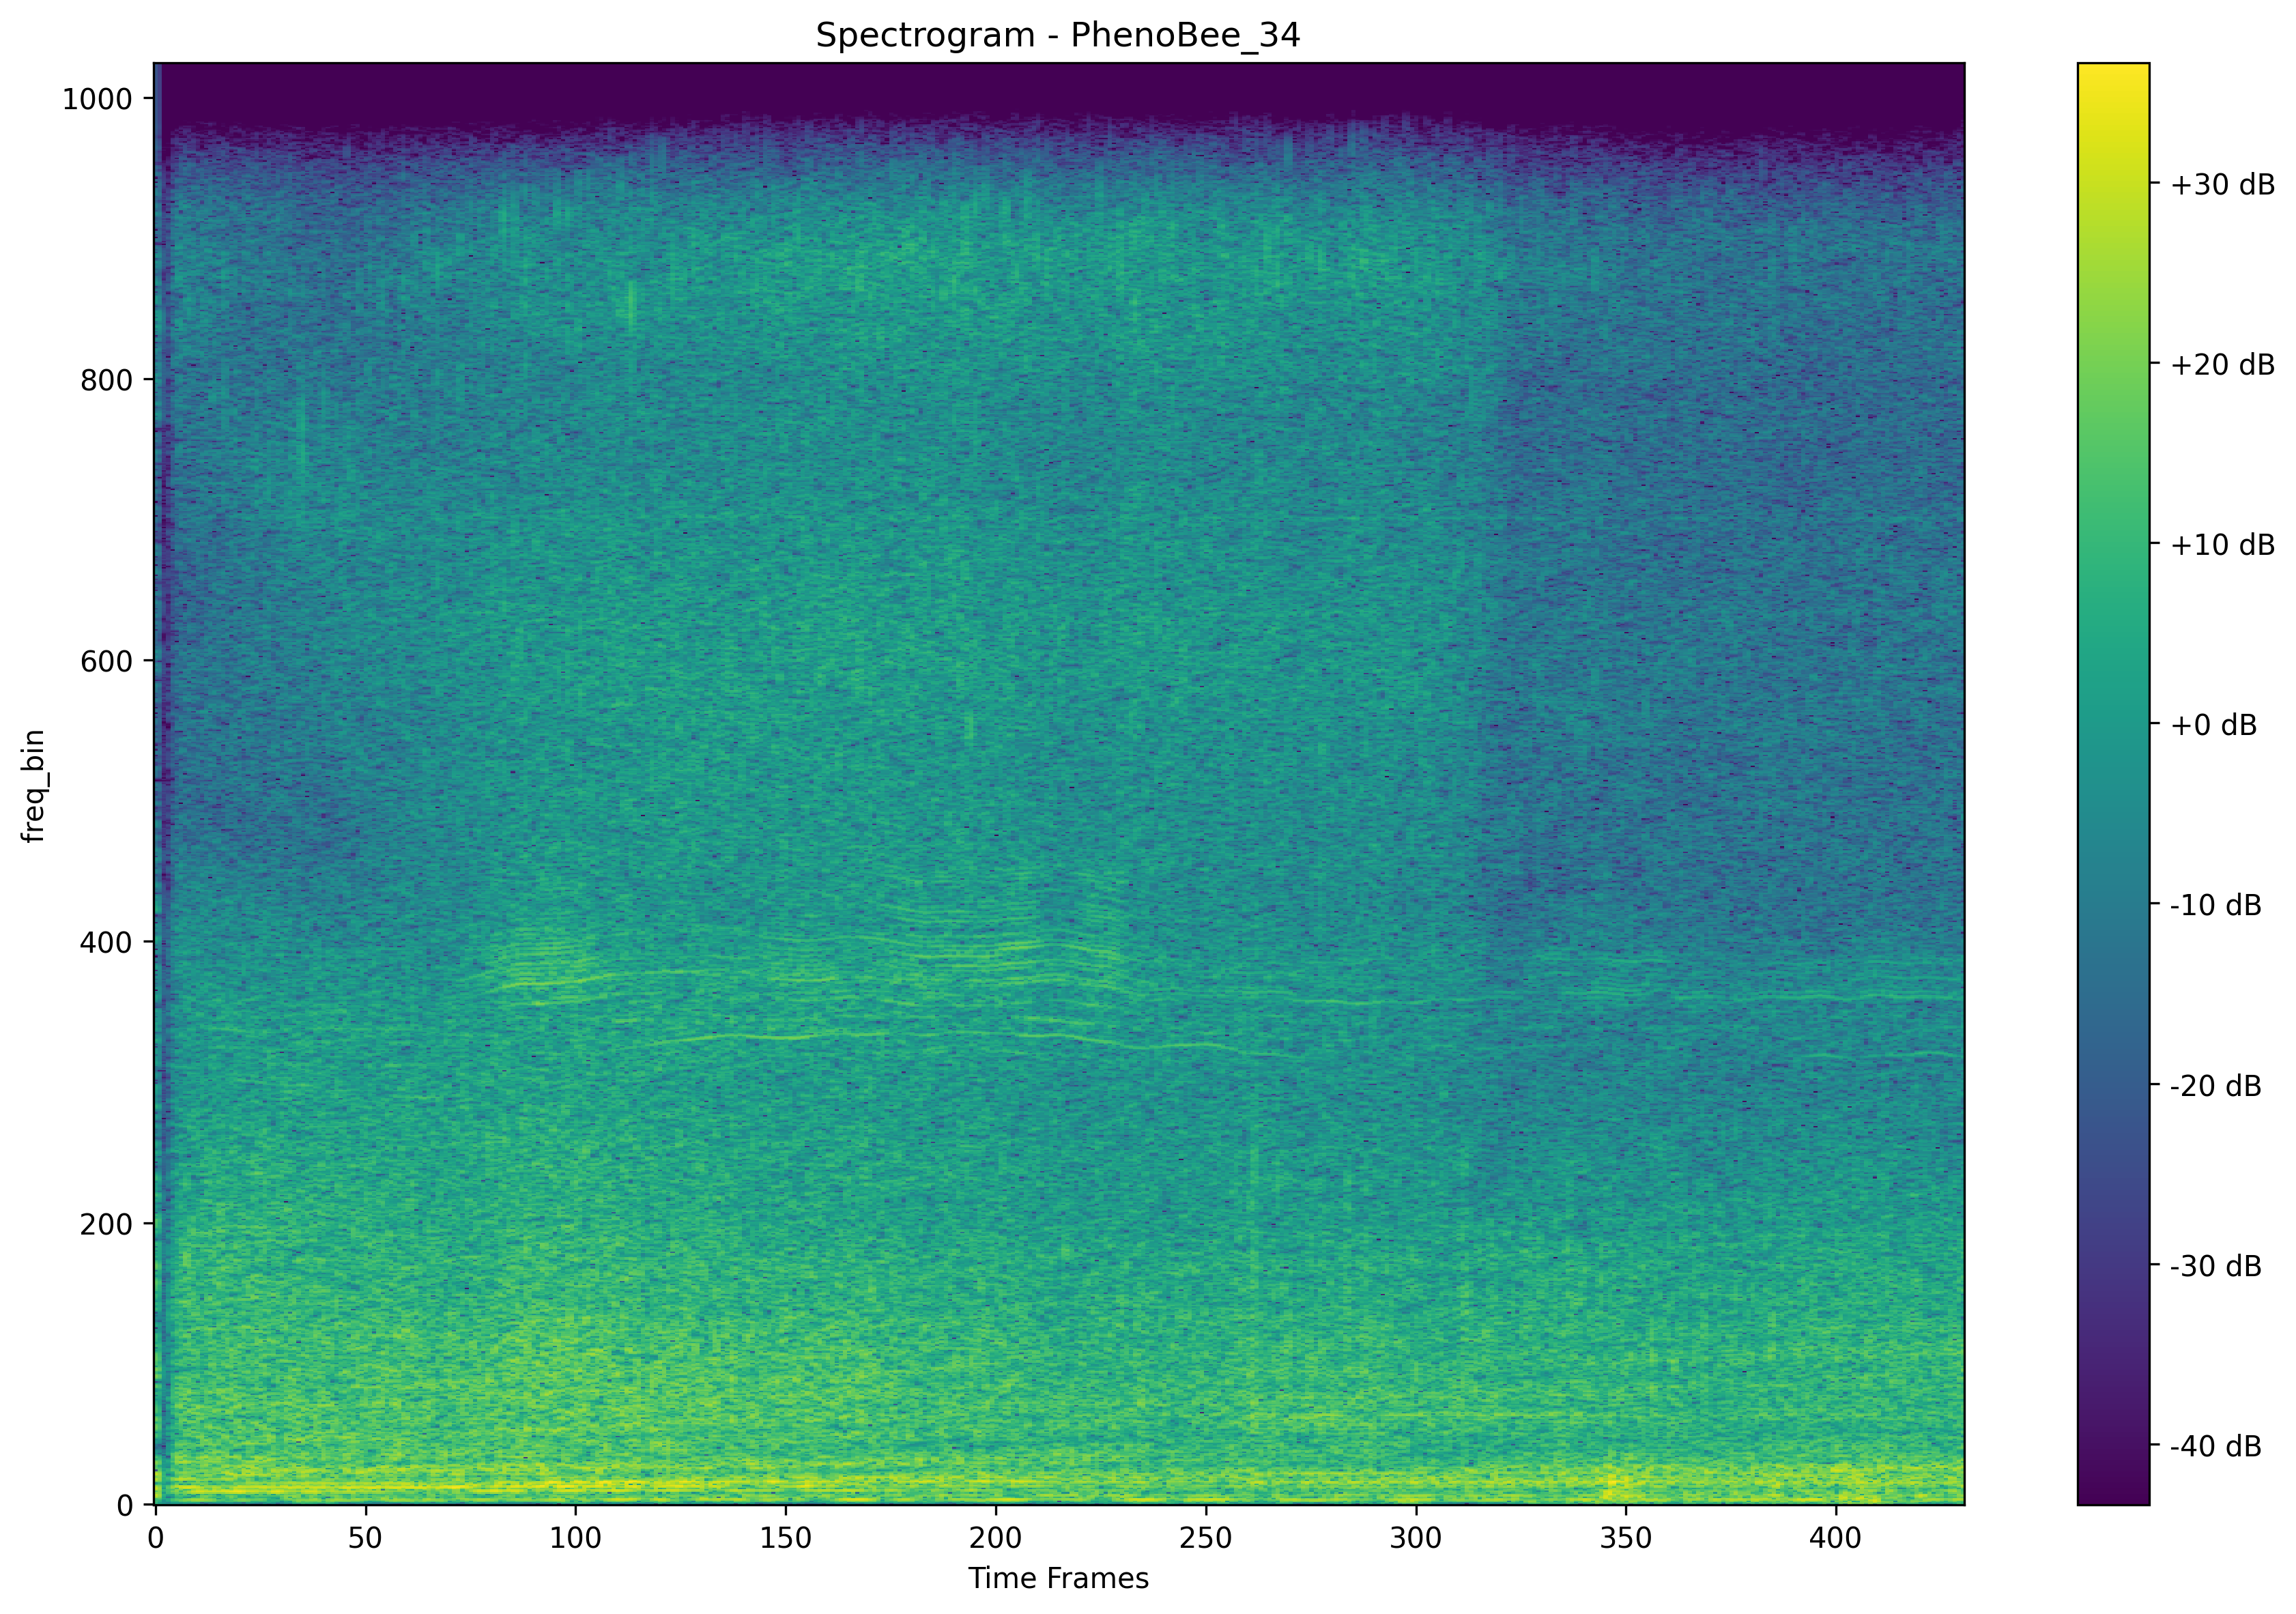 Spectrogram - PhenoBee_34
1000
800
600
400
200
0
freq_bin
0 50 100 150 200 250 300 350 400
Time Frames
+30 dB
+20 dB
+10 dB
+0 dB
-10 dB
-20 dB
-30 dB
-40 dB